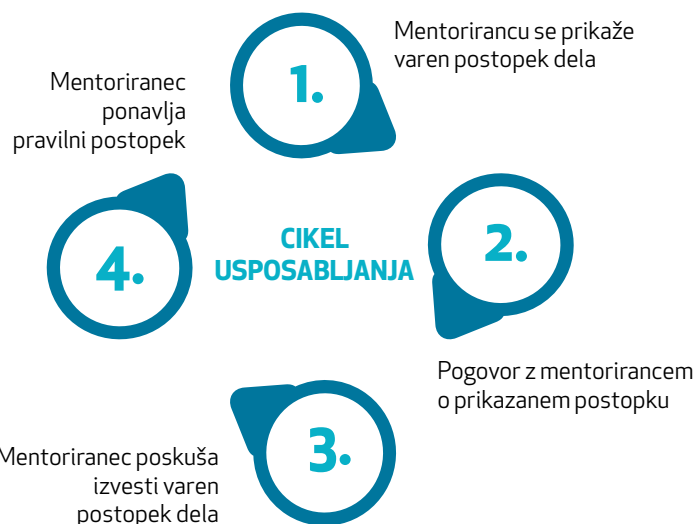 1.
Mentorirancu se prikaže
varen postopek dela
2.
Pogovor z mentorirancem
o prikazanem postopku
3.
Mentoriranec poskuša
izvesti varen
postopek dela
4.
Mentoriranec
ponavlja
pravilni postopek
CIKEL
USPOSABLJANJA